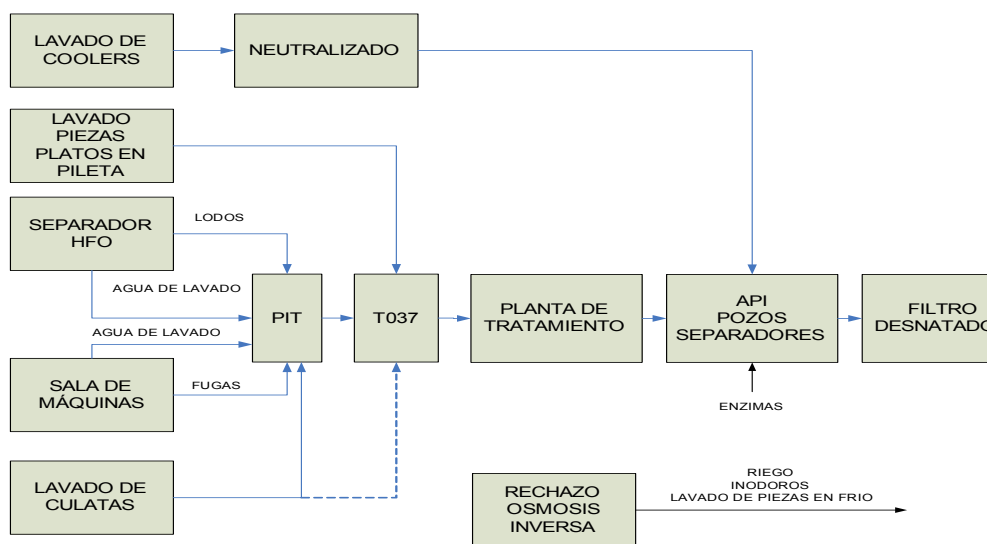 LAVADO DE
COOLERS
NEUTRALIZADO
LAVADO
PIEZAS
PLATOS EN
PILETA
SEPARADOR
HFO
LODOS
AGUA DE LAVADO
AGUA DE LAVADO
PIT
T037
PLANTA DE
TRATAMIENTO
API
POZOS
SEPARADORES
FILTRO
DESNATADO
SALA DE
MÁQUINAS
FUGAS
ENZIMAS
LAVADO DE
CULATAS
RECHAZO
OSMOSIS
INVERSA
RIEGO
INODOROS
LAVADO DE PIEZAS EN FRIO